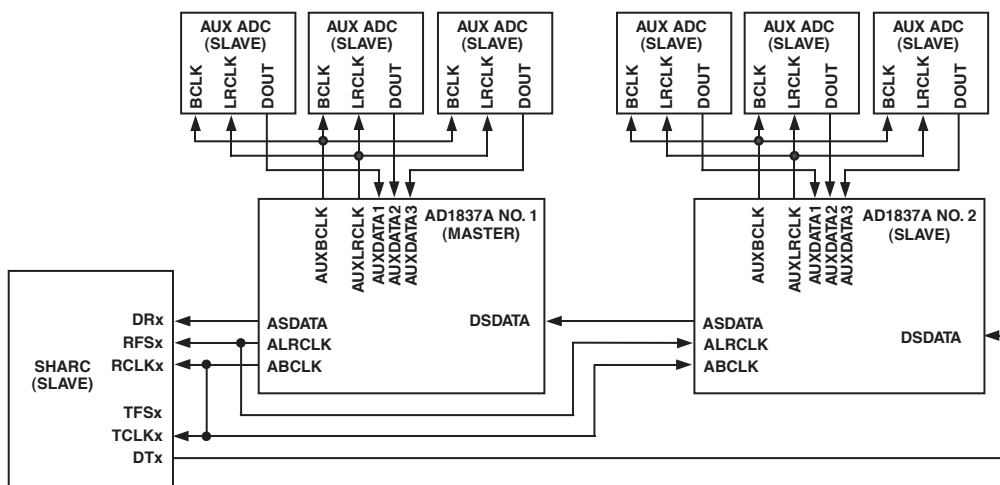 AUX ADC
(SLAVE)
BCLK
LRCLK
DOUT
AUX ADC
(SLAVE)
BCLK
LRCLK
DOUT
AUX ADC
(SLAVE)
BCLK
LRCLK
DOUT
AUX ADC
(SLAVE)
BCLK
LRCLK
DOUT
AUX ADC
(SLAVE)
BCLK
LRCLK
DOUT
AUX ADC
(SLAVE)
BCLK
LRCLK
DOUT
AUXBCLK
AUXLRCLK
AUXDATA1
AUXDATA2
AUXDATA3
AD1837A NO. 1
(MASTER)
ASDATA
ALRCLK
ABCLK
DSDATA
AUXBCLK
AUXLRCLK
AUXDATA1
AUXDATA2
AUXDATA3
AD1837A NO. 2
(SLAVE)
ASDATA
ALRCLK
ABCLK
DSDATA
SHARC
(SLAVE)
DRx
RFSx
RCLKx
TFSx
TCLKx
DTx